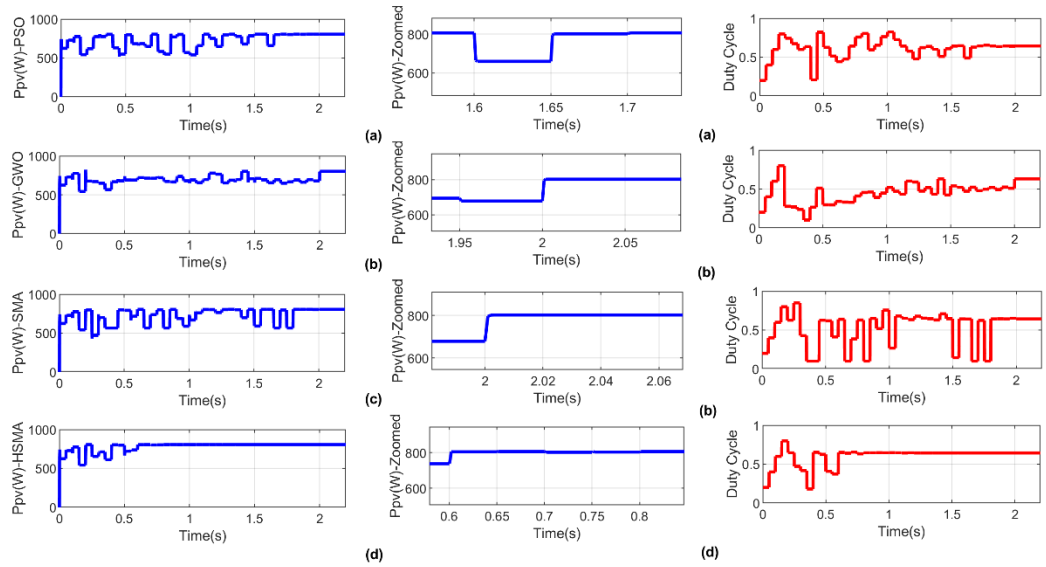 Ppv(W)-PSO
1000
500
0
0 0.5 1 1.5 2
Time(s)
Ppv(W)-Zoomed
800
600
1.6 1.65 1.7
Time(s)
Duty Cycle
1
0.5
0
0 0.5 1 1.5 2
Time(s)
(a)
(a)
Ppv(W)-GWO
1000
500
0
0 0.5 1 1.5 2
Time(s)
Ppv(W)-Zoomed
800
600
1.95 2 2.05
Time(s)
Duty Cycle
1
0.5
0
0 0.5 1 1.5 2
Time(s)
(b)
(b)
Ppv(W)-SMA
1000
500
0
0 0.5 1 1.5 2
Time(s)
Ppv(W)-Zoomed
800
600
2 2.02 2.04 2.06
Time(s)
Duty Cycle
1
0.5
0
0 0.5 1 1.5 2
Time(s)
(c)
(b)
Ppv(W)-HSMA
1000
500
0
0 0.5 1 1.5 2
Time(s)
Ppv(W)-Zoomed
800
600
0.6 0.65 0.7 0.75 0.8
Time(s)
Duty Cycle
1
0.5
0
0 0.5 1 1.5 2
Time(s)
(d)
(d)